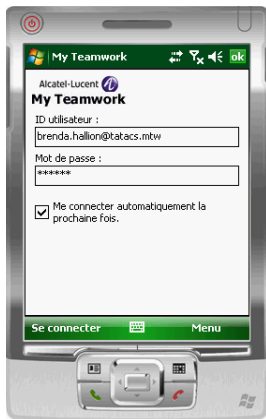 My Teamwork
ok
Alcatel-Lucent
My Teamwork
ID utilisateur :
brenda.hallion@tatacs.mtw
Mot de passe :
******
Me connecter automatiquement la
prochaine fois.
Se connecter
Menu